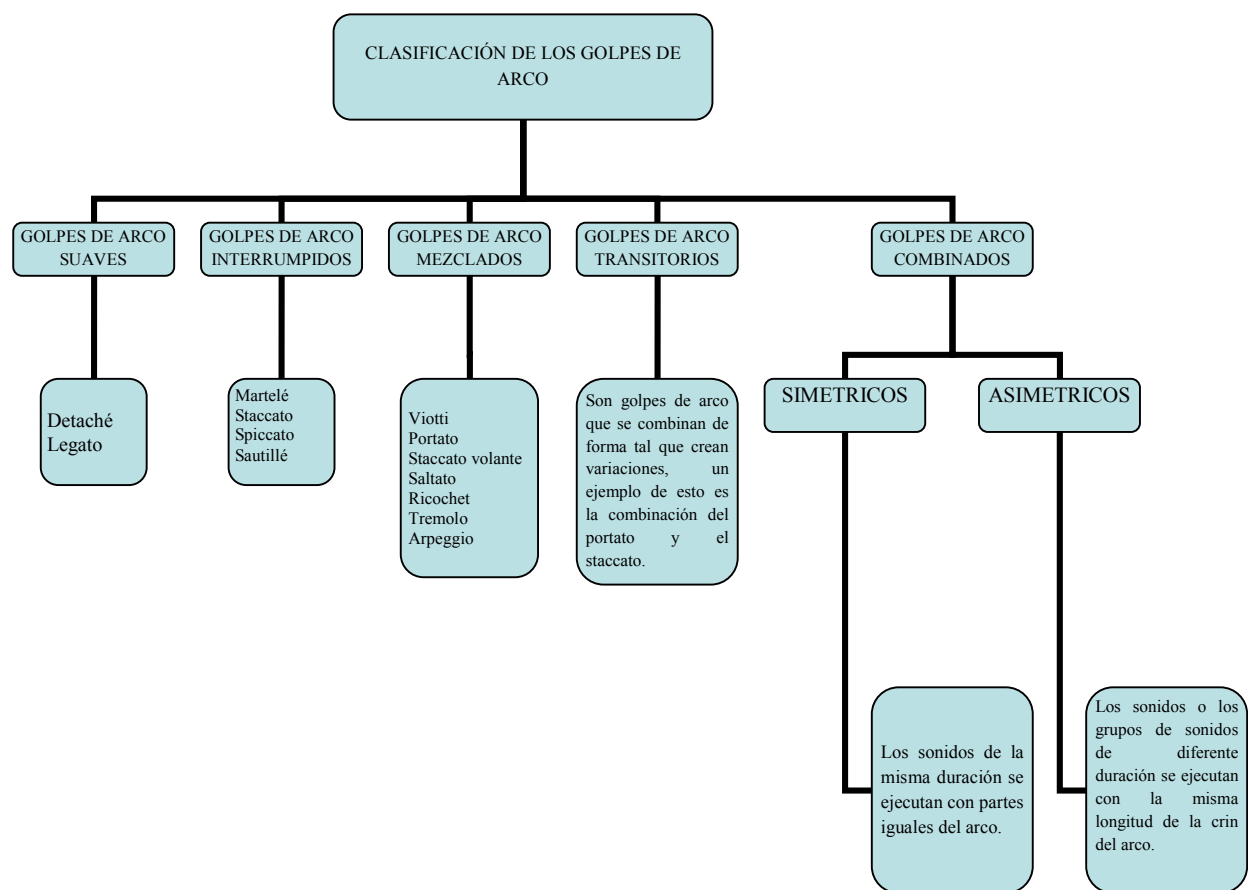 CLASIFICACIÓN DE LOS GOLPES DE
ARCO
GOLPES DE ARCO
SUAVES
GOLPES DE ARCO
INTERRUMPIDOS
GOLPES DE ARCO
MEZCLADOS
GOLPES DE ARCO
TRANSITORIOS
GOLPES DE ARCO
COMBINADOS
Detaché
Legato
Martelé
Staccato
Spiccato
Sautillé
Viotti
Portato
Staccato volante
Saltato
Ricochet
Tremolo
Arpeggio
Son golpes de arco
que se combinan de
forma tal que crean
variaciones, un
ejemplo de esto es
la combinación del
portato y el
staccato.
SIMETRICOS
ASIMETRICOS
Los sonidos de la
misma duración se
ejecutan con partes
iguales del arco.
Los sonidos o los
grupos de sonidos
de diferente
duración se ejecutan
con la misma
longitud de la crin
del arco.